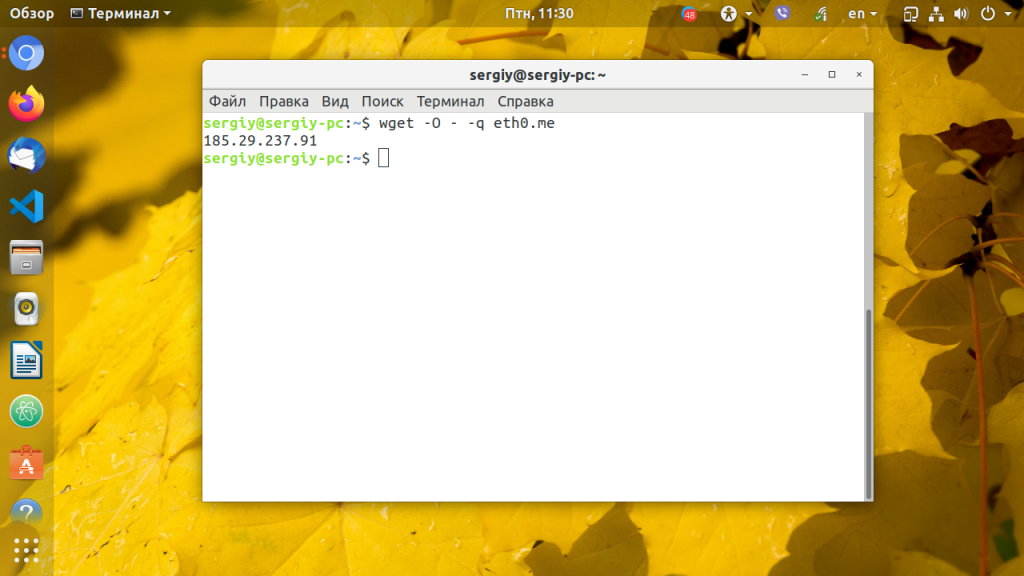 Обзор Терминал Птн, 11:30 48 en
sergiy@sergiy-pc: ~
Файл Правка Вид Поиск Терминал Справка
sergiy@sergiy-pc:~$ wget -O - -q eth0.me
185.29.237.91
sergiy@sergiy-pc:~$